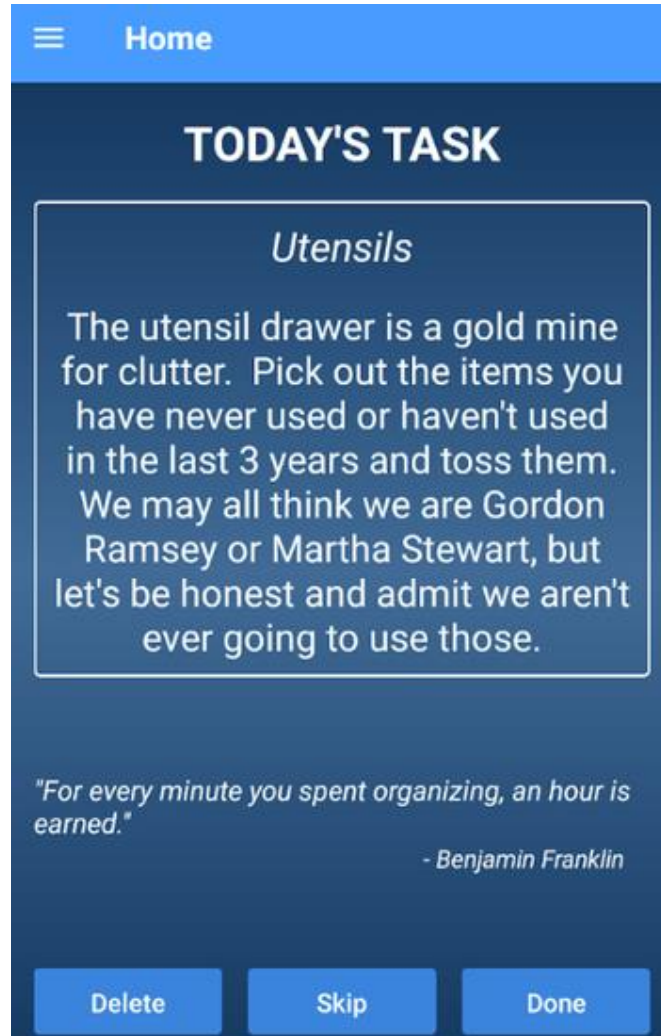 Home
TODAY'S TASK
Utensils
The utensil drawer is a gold mine
for clutter.  Pick out the items you
have never used or haven't used
in the last 3 years and toss them.
We may all think we are Gordon
Ramsey or Martha Stewart, but
let's be honest and admit we aren't
ever going to use those.
"For every minute you spent organizing, an hour is
earned."
- Benjamin Franklin
Delete Skip Done